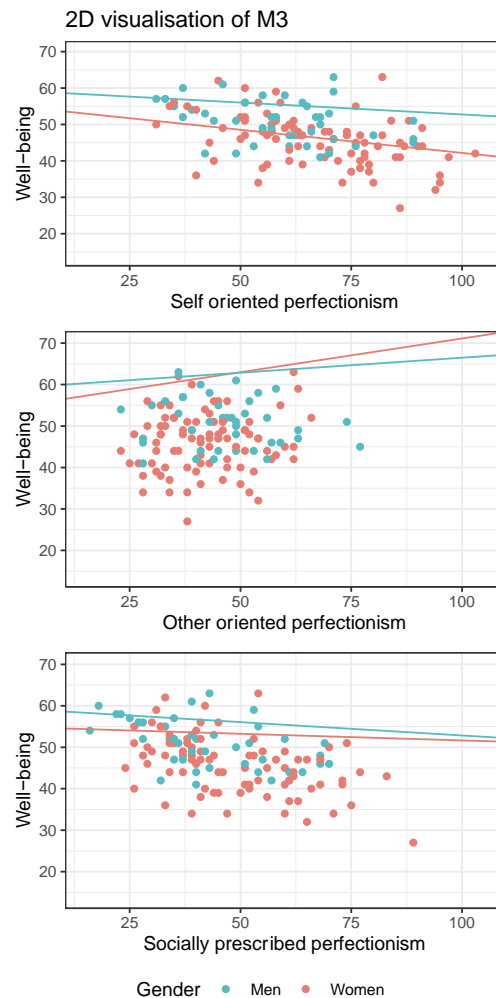 2D visualisation of M3
70
60
50
40
30
20
Well−being
25 50 75 100
Self oriented perfectionism
70
60
50
40
30
20
Well−being
25 50 75 100
Other oriented perfectionism
70
60
50
40
30
20
Well−being
25 50 75 100
Socially prescribed perfectionism
Gender Men Women